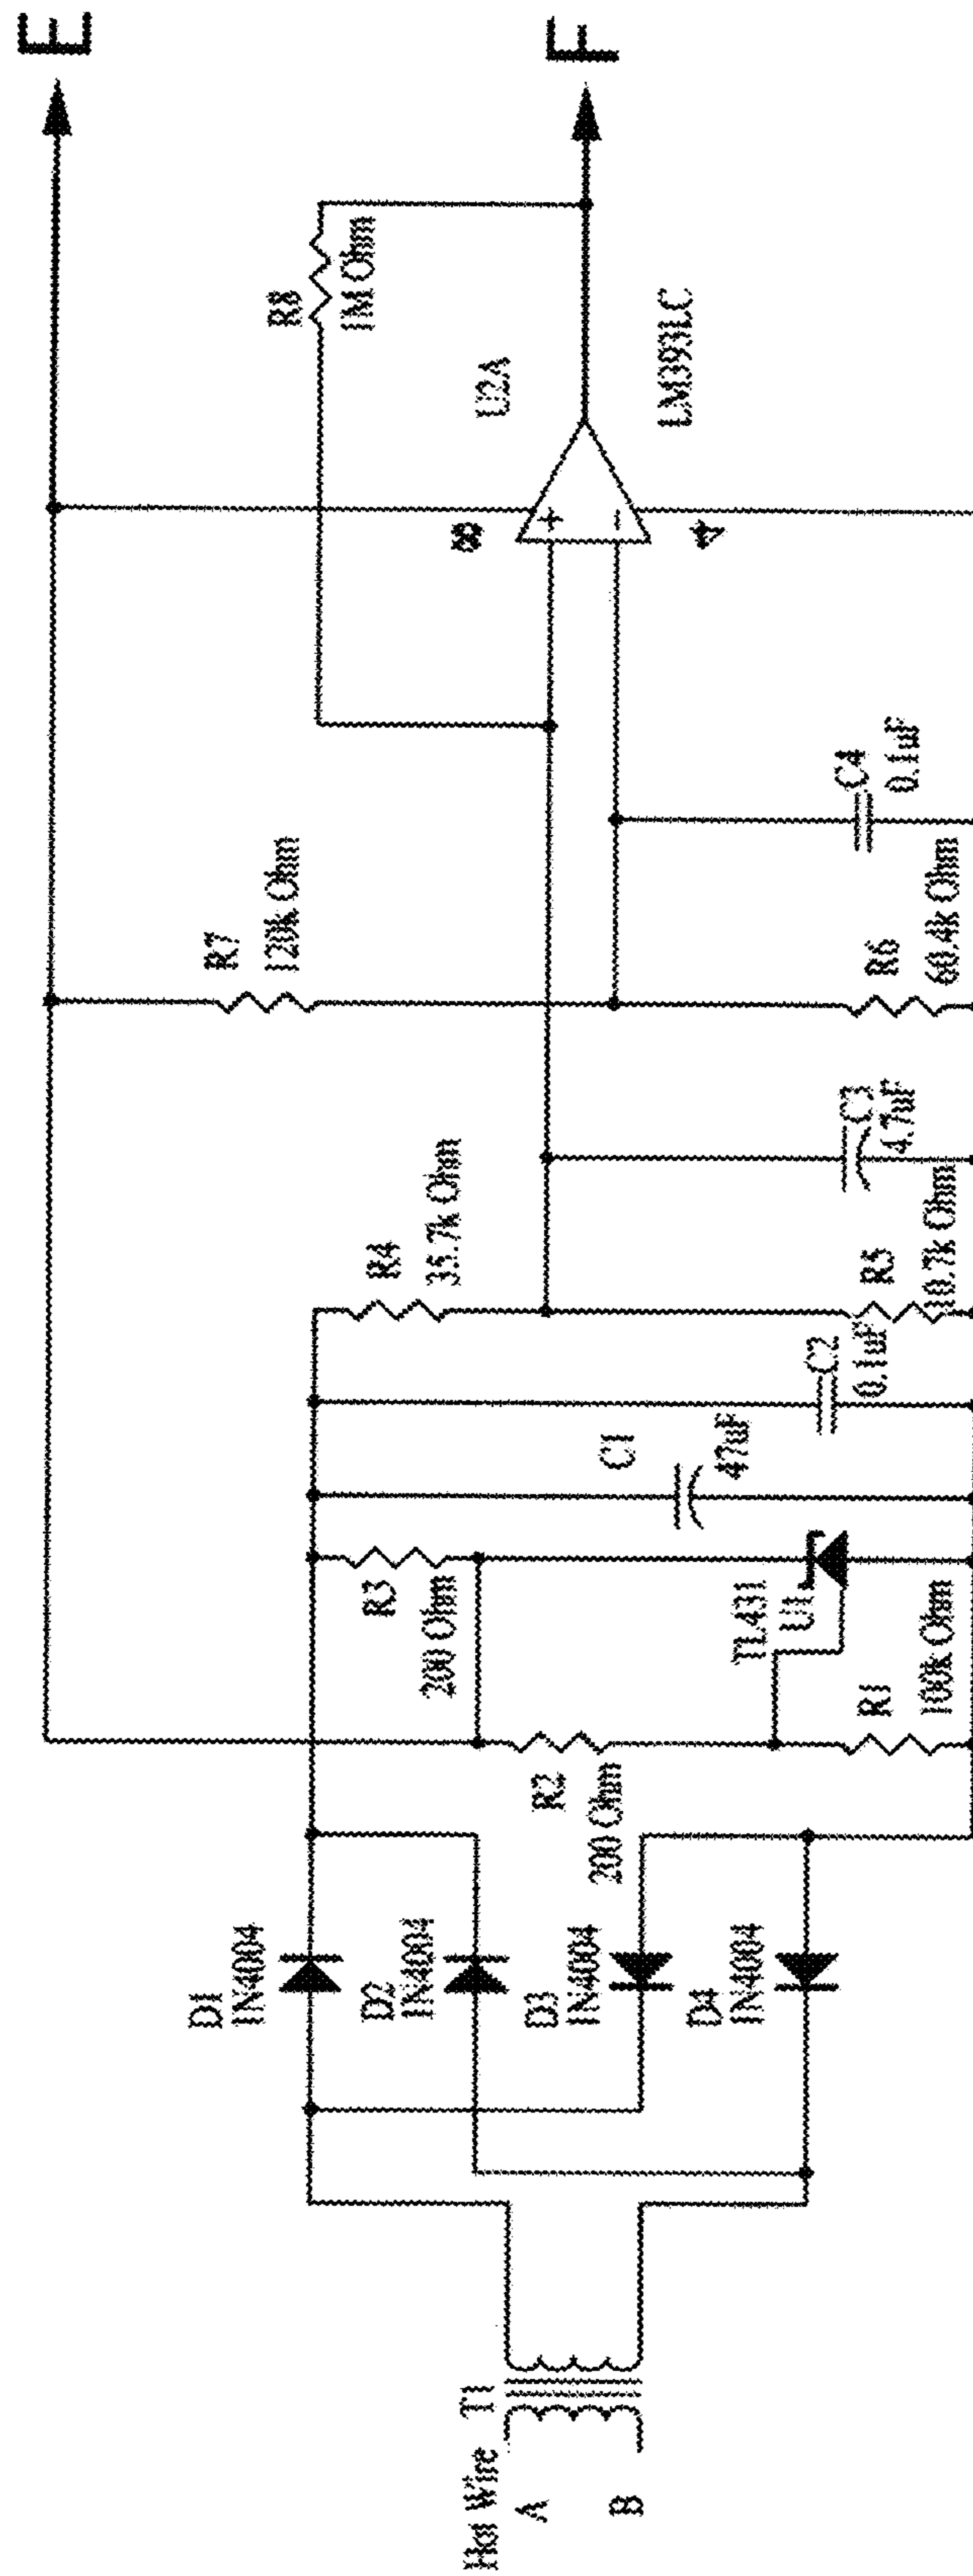 Hot Wire
A
B
T1
D1
1N4004
D2
1N4004
D3
1N4004
D4
1N4004
R2
200 Ohm
R1
100k Ohm
R3
200 Ohm
TL431
U1
C1
47uF
C2
0.1uF
R4
35.7k Ohm
R5
10.7k Ohm
C3
4.7uF
R7
120k Ohm
R6
60.4k Ohm
C4
0.1uF
8
+
-
4
U2A
LM393LC
R8
1M Ohm
E
F